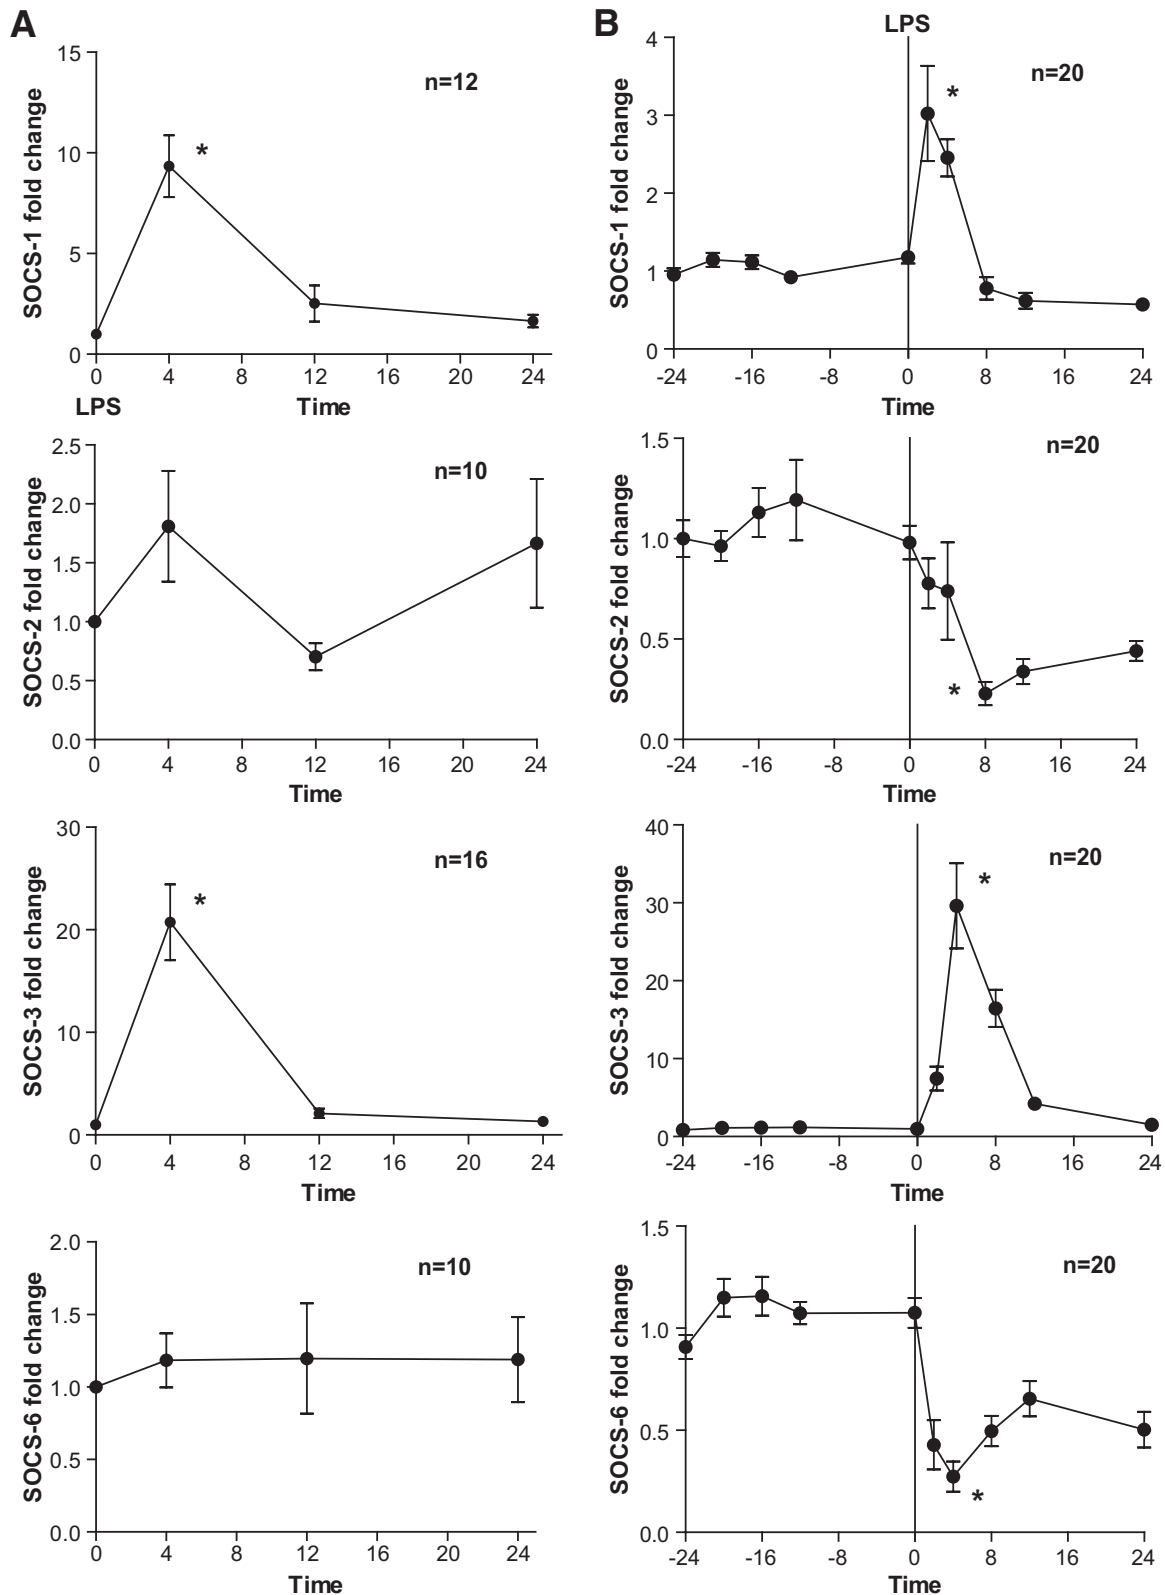 A
SOCS-1 fold change
15
10
5
0
n=12
*
0 4 8 12 16 20 24
LPS
Time
SOCS-2 fold change
2.5
2.0
1.5
1.0
0.5
0.0
n=10
0 4 8 12 16 20 24
Time
SOCS-3 fold change
30
20
10
0
n=16
*
0 4 8 12 16 20 24
Time
SOCS-6 fold change
2.0
1.5
1.0
0.5
0.0
n=10
0 4 8 12 16 20 24
Time
B
LPS
SOCS-1 fold change
4
3
2
1
0
n=20
*
-24 -16 -8 0 8 16 24
Time
SOCS-2 fold change
1.5
1.0
0.5
0.0
n=20
*
-24 -16 -8 0 8 16 24
Time
SOCS-3 fold change
40
30
20
10
0
n=20
*
-24 -16 -8 0 8 16 24
Time
SOCS-6 fold change
1.5
1.0
0.5
0.0
n=20
*
-24 -16 -8 0 8 16 24
Time